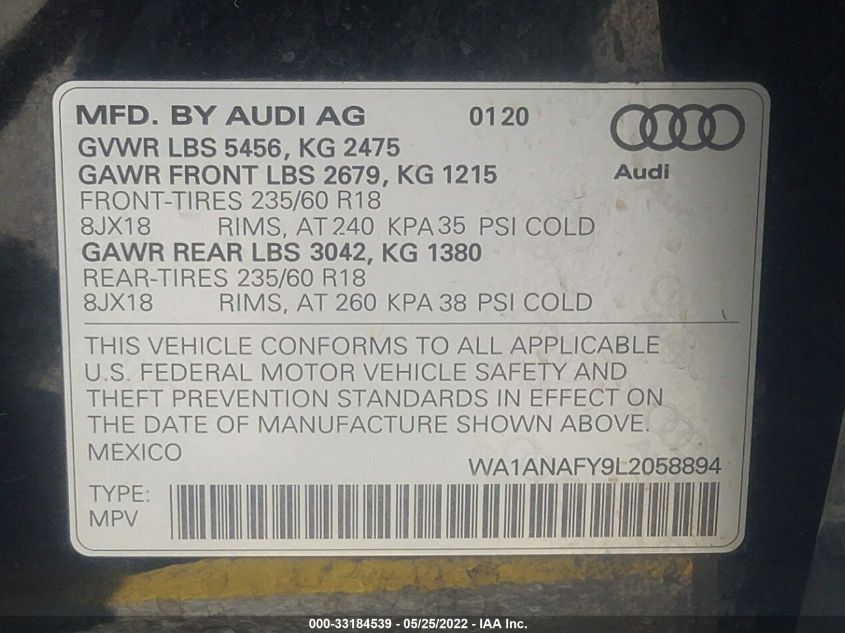 MFD. BY AUDI AG 0120
GVWR LBS 5456, KG 2475
GAWR FRONT LBS 2679, KG 1215
Audi
FRONT-TIRES 235/60 R18
8JX18 RIMS, AT 240 KPA 35 PSI COLD
GAWR REAR LBS 3042, KG 1380
REAR-TIRES 235/60 R18
8JX18 RIMS, AT 260 KPA 38 PSI COLD
THIS VEHICLE CONFORMS TO ALL APPLICABLE
U.S. FEDERAL MOTOR VEHICLE SAFETY AND
THEFT PREVENTION STANDARDS IN EFFECT ON
THE DATE OF MANUFACTURE SHOWN ABOVE.
MEXICO
WA1ANAFY9L2058894
TYPE:
MPV
000-33184539 - 05/25/2022 - IAA Inc.